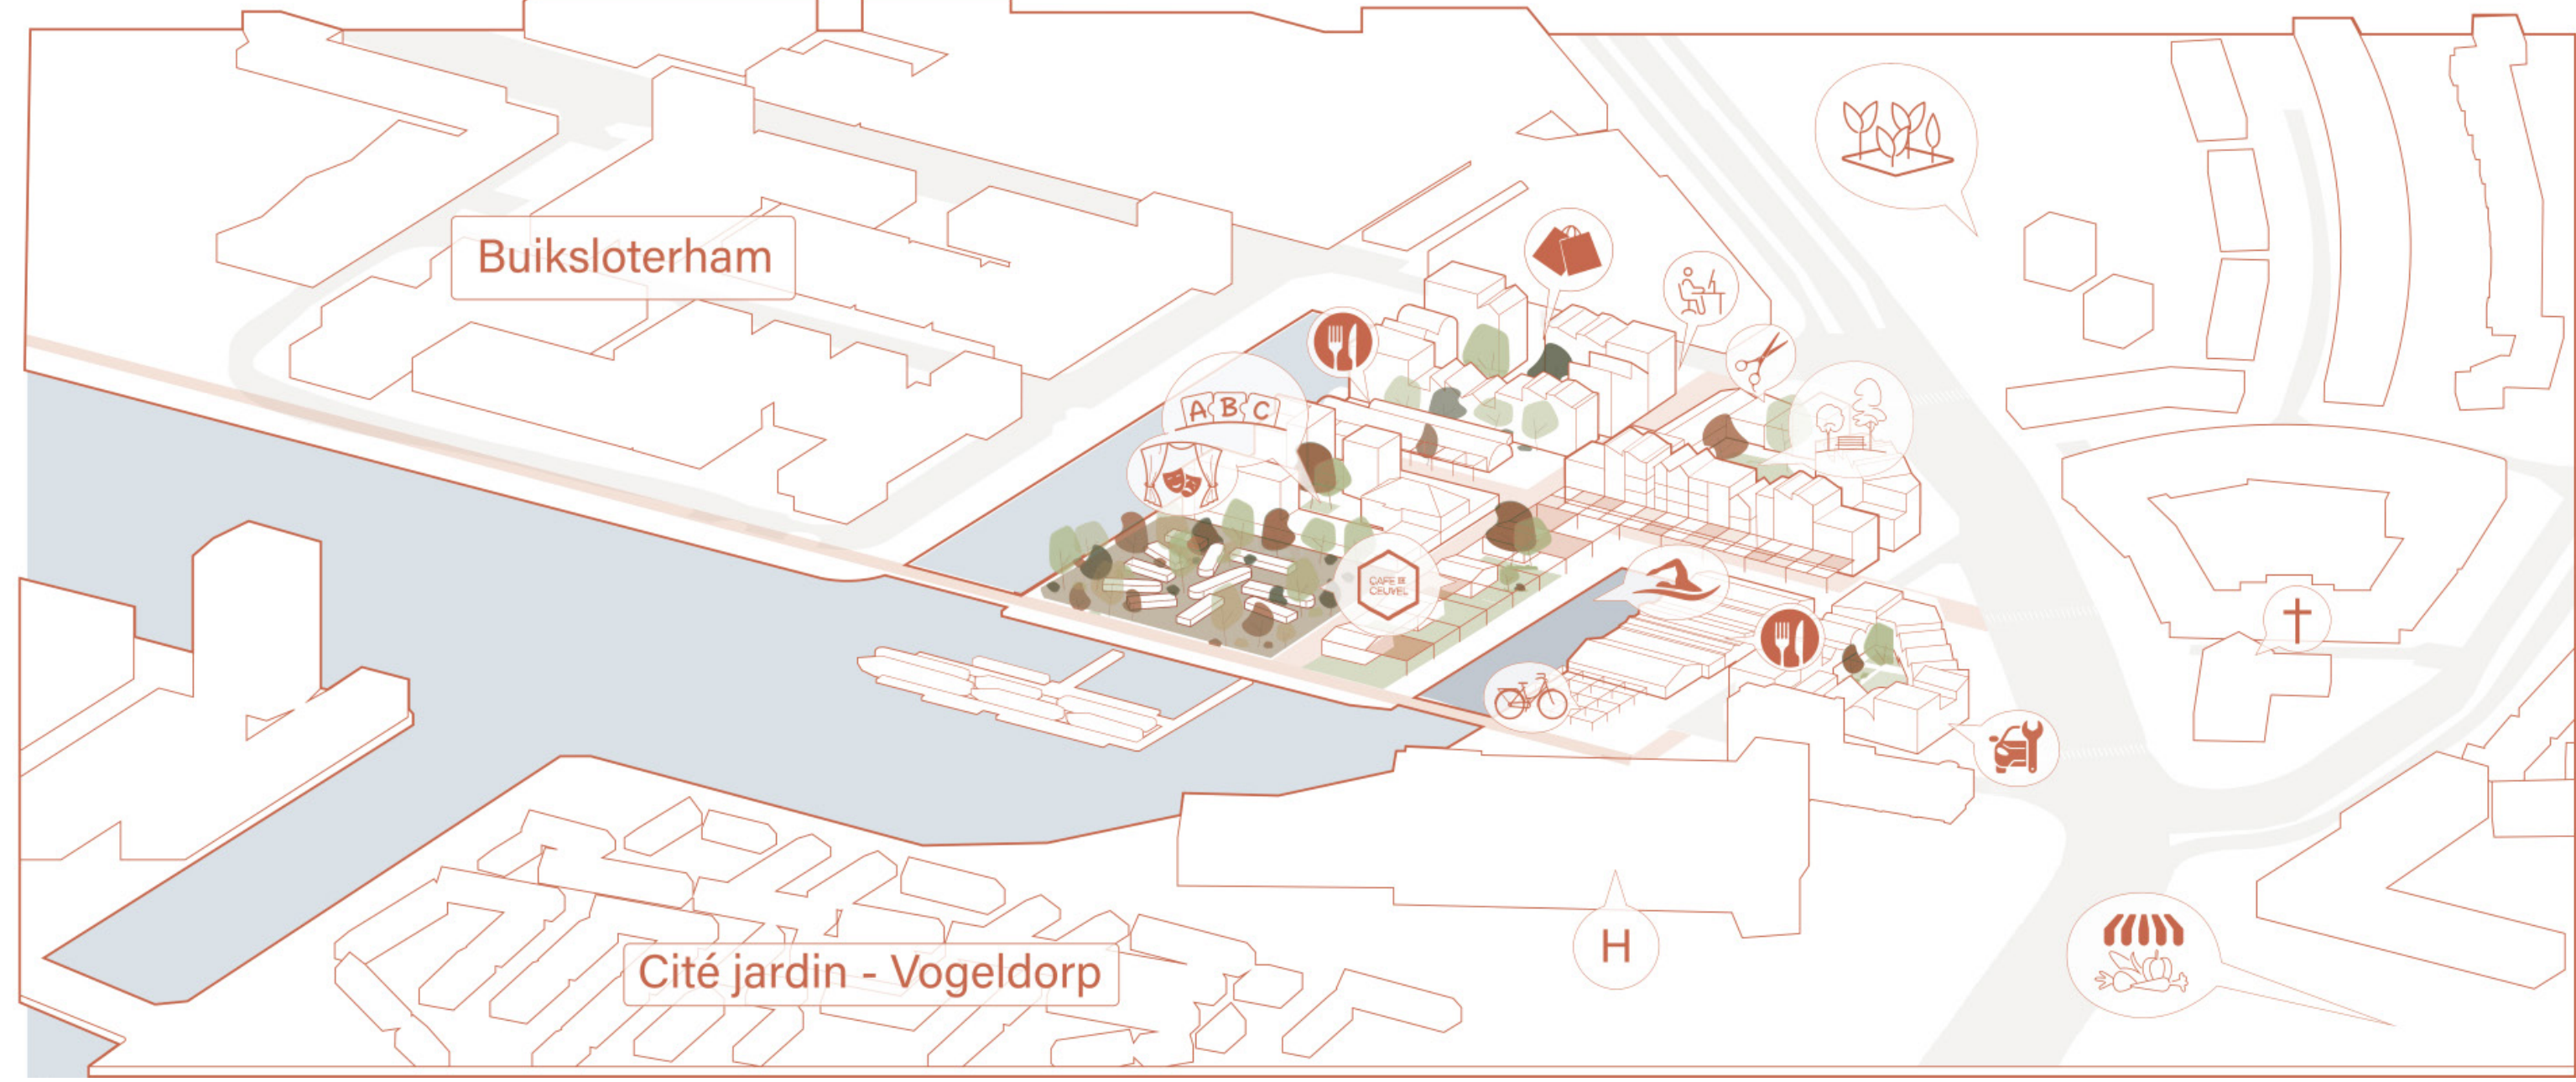 Buiksloterham
A B C
CAFE DE
CEUVEL
H
Cité jardin - Vogeldorp